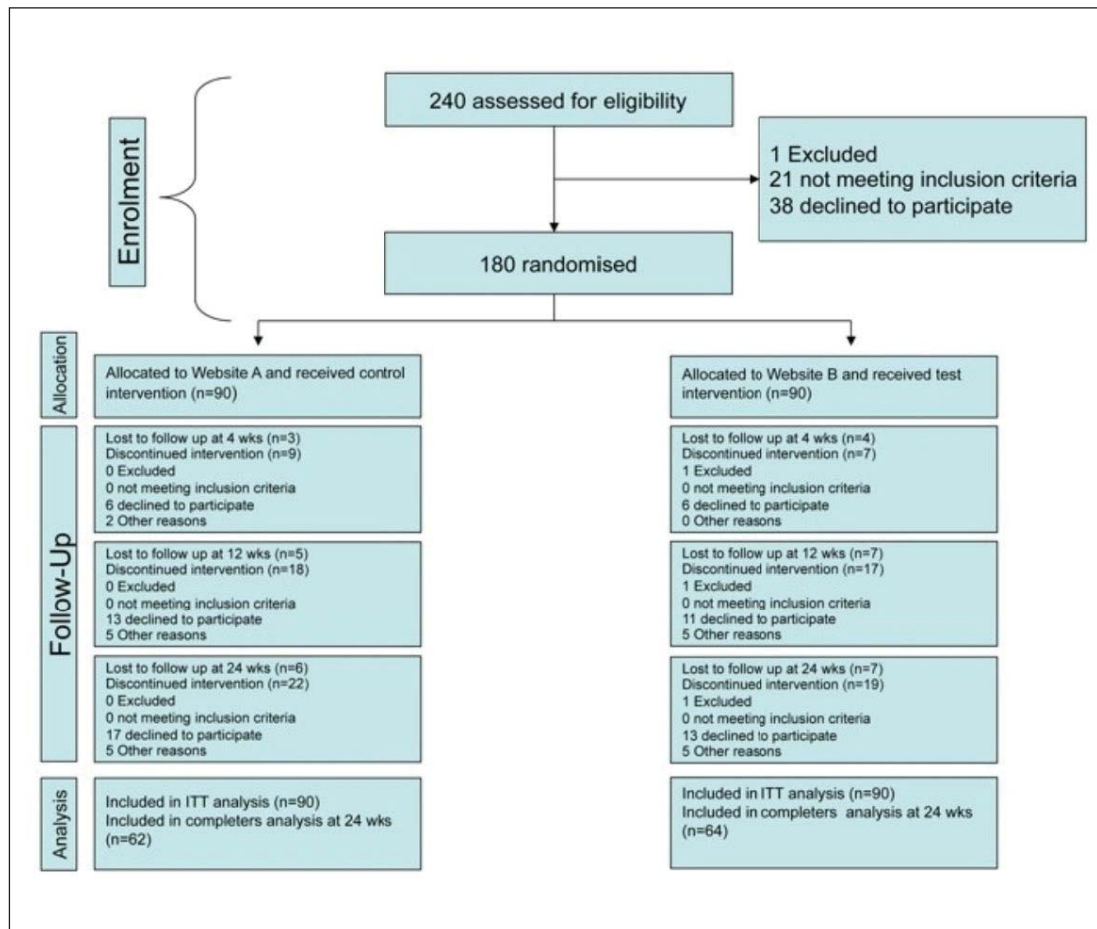 Enrolment
240 assessed for eligibility
1 Excluded
21 not meeting inclusion criteria
38 declined to participate
180 randomised
Allocation
Allocated to Website A and received control
intervention (n=90)
Allocated to Website B and received test
intervention (n=90)
Follow-Up
Lost to follow up at 4 wks (n=3)
Discontinued intervention (n=9)
0 Excluded
0 not meeting inclusion criteria
6 declined to participate
2 Other reasons
Lost to follow up at 4 wks (n=4)
Discontinued intervention (n=7)
1 Excluded
0 not meeting inclusion criteria
6 declined to participate
0 Other reasons
Lost to follow up at 12 wks (n=5)
Discontinued intervention (n=18)
0 Excluded
0 not meeting inclusion criteria
13 declined to participate
5 Other reasons
Lost to follow up at 12 wks (n=7)
Discontinued intervention (n=17)
1 Excluded
0 not meeting inclusion criteria
11 declined to participate
5 Other reasons
Lost to follow up at 24 wks (n=6)
Discontinued intervention (n=22)
0 Excluded
0 not meeting inclusion criteria
17 declined to participate
5 Other reasons
Lost to follow up at 24 wks (n=7)
Discontinued intervention (n=19)
1 Excluded
0 not meeting inclusion criteria
13 declined to participate
5 Other reasons
Analysis
Included in ITT analysis (n=90)
Included in completers analysis at 24 wks
(n=62)
Included in ITT analysis (n=90)
Included in completers analysis at 24 wks
(n=64)